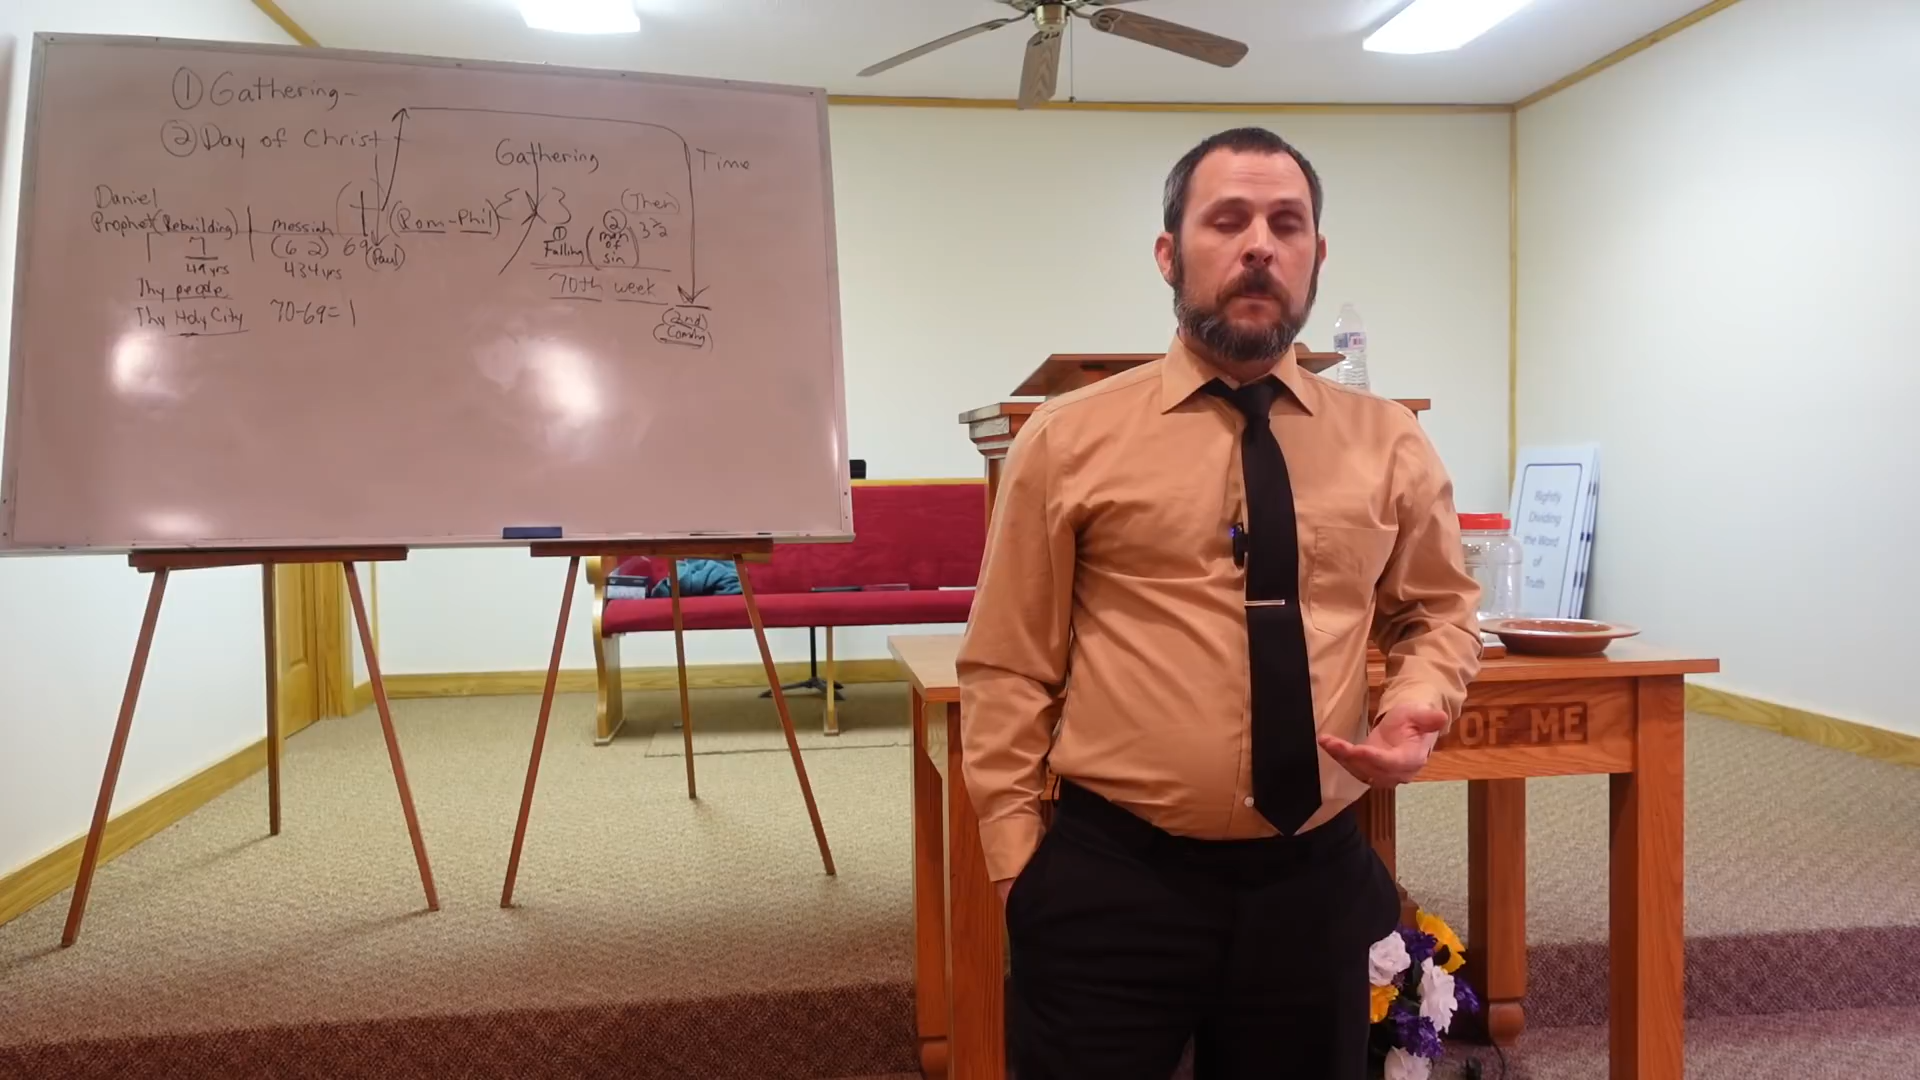 ① Gathering-
② Day of Christ
Gathering
Time
Daniel
Prophet (Rebuilding)
messiah
(Rom-Phil)
(Then)
7
49 yrs
(62) 69
434 yrs
(Paul)
① Falling
② man of sin
3 1/2
70th week
Thy people
Thy Holy City
70-69=1
(2nd)
(Coming)
Rightly
Dividing
the Word
of
Truth
OF ME